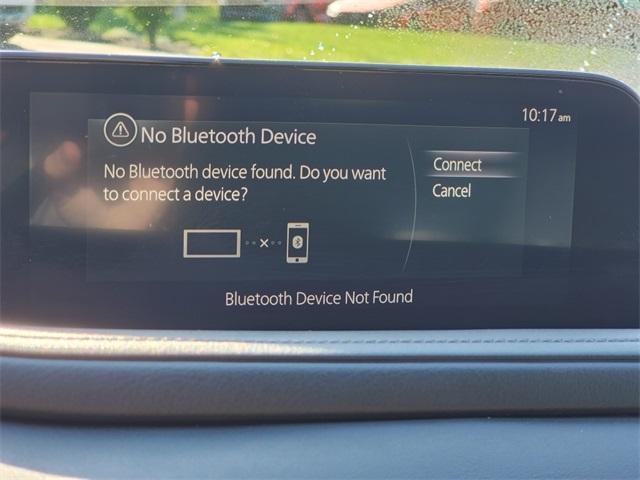 10:17am
No Bluetooth Device
No Bluetooth device found. Do you want
to connect a device?
Connect
Cancel
Bluetooth Device Not Found